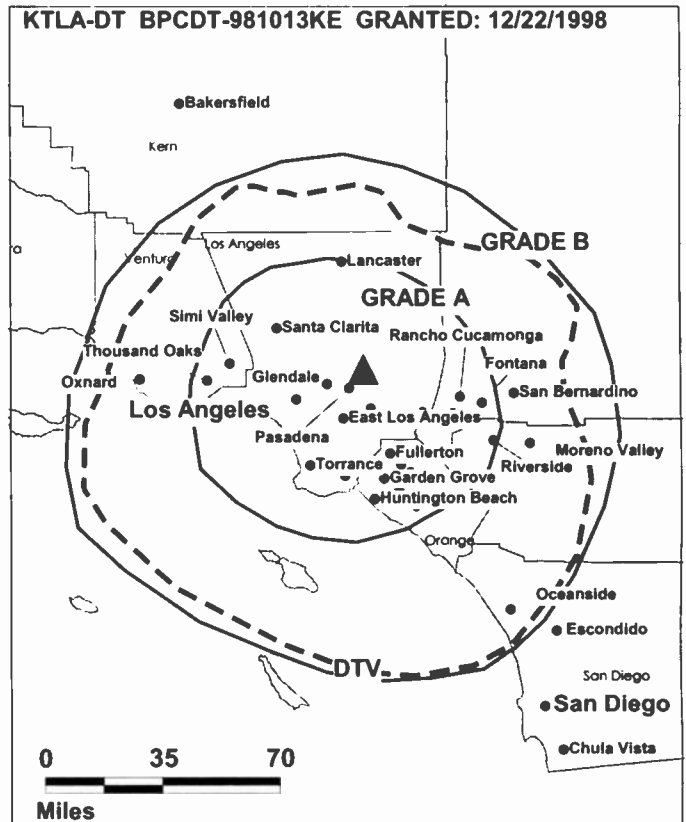 KTLA-DT BPCDT-981013KE GRANTED: 12/22/1998
Bakersfield
Kern
GRADE B
Ventura
Los Angeles
Lancaster
GRADE A
Simi Valley
Santa Clarita
Rancho Cucamonga
Thousand Oaks
Fontana
Oxnard
Glendale
San Bernardino
Los Angeles
East Los Angeles
Pasadena
Fullerton
Moreno Valley
Torrance
Riverside
Garden Grove
Huntington Beach
Orange
Oceanside
Escondido
DTV
San Diego
San Diego
Chula Vista
0 35 70
Miles